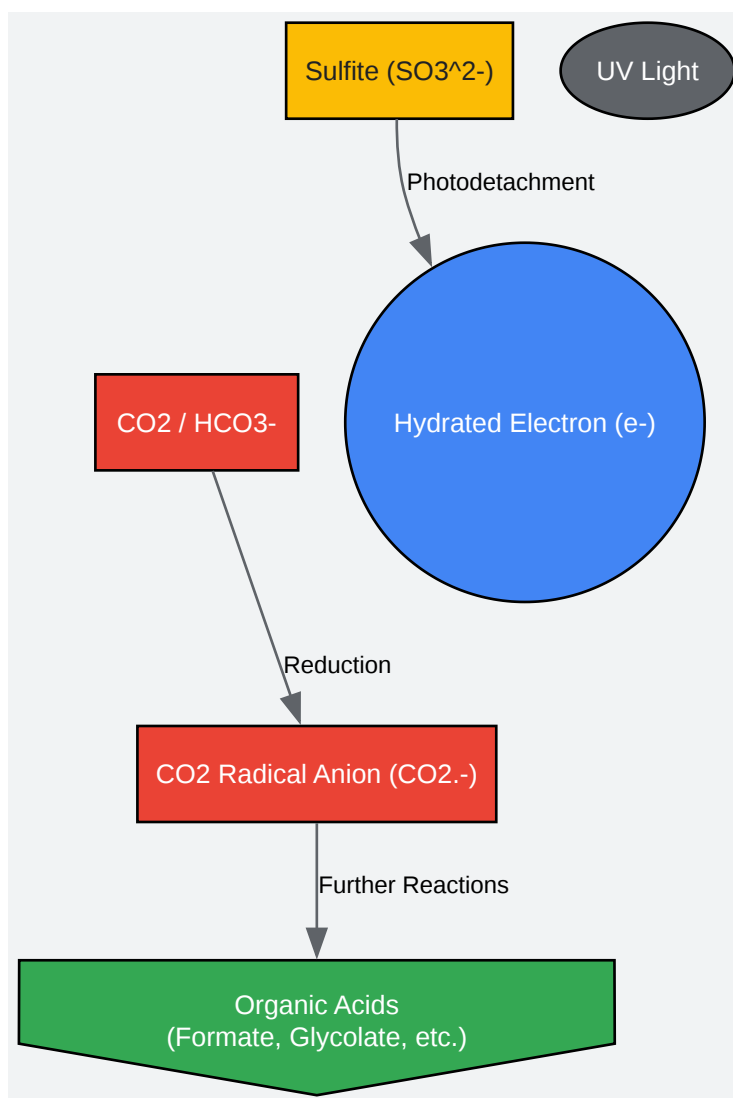 Sulfite (SO3^2-)
UV Light
Photodetachment
CO2 / HCO3-
Hydrated Electron (e-)
Reduction
CO2 Radical Anion (CO2.-)
Further Reactions
Organic Acids
(Formate, Glycolate, etc.)